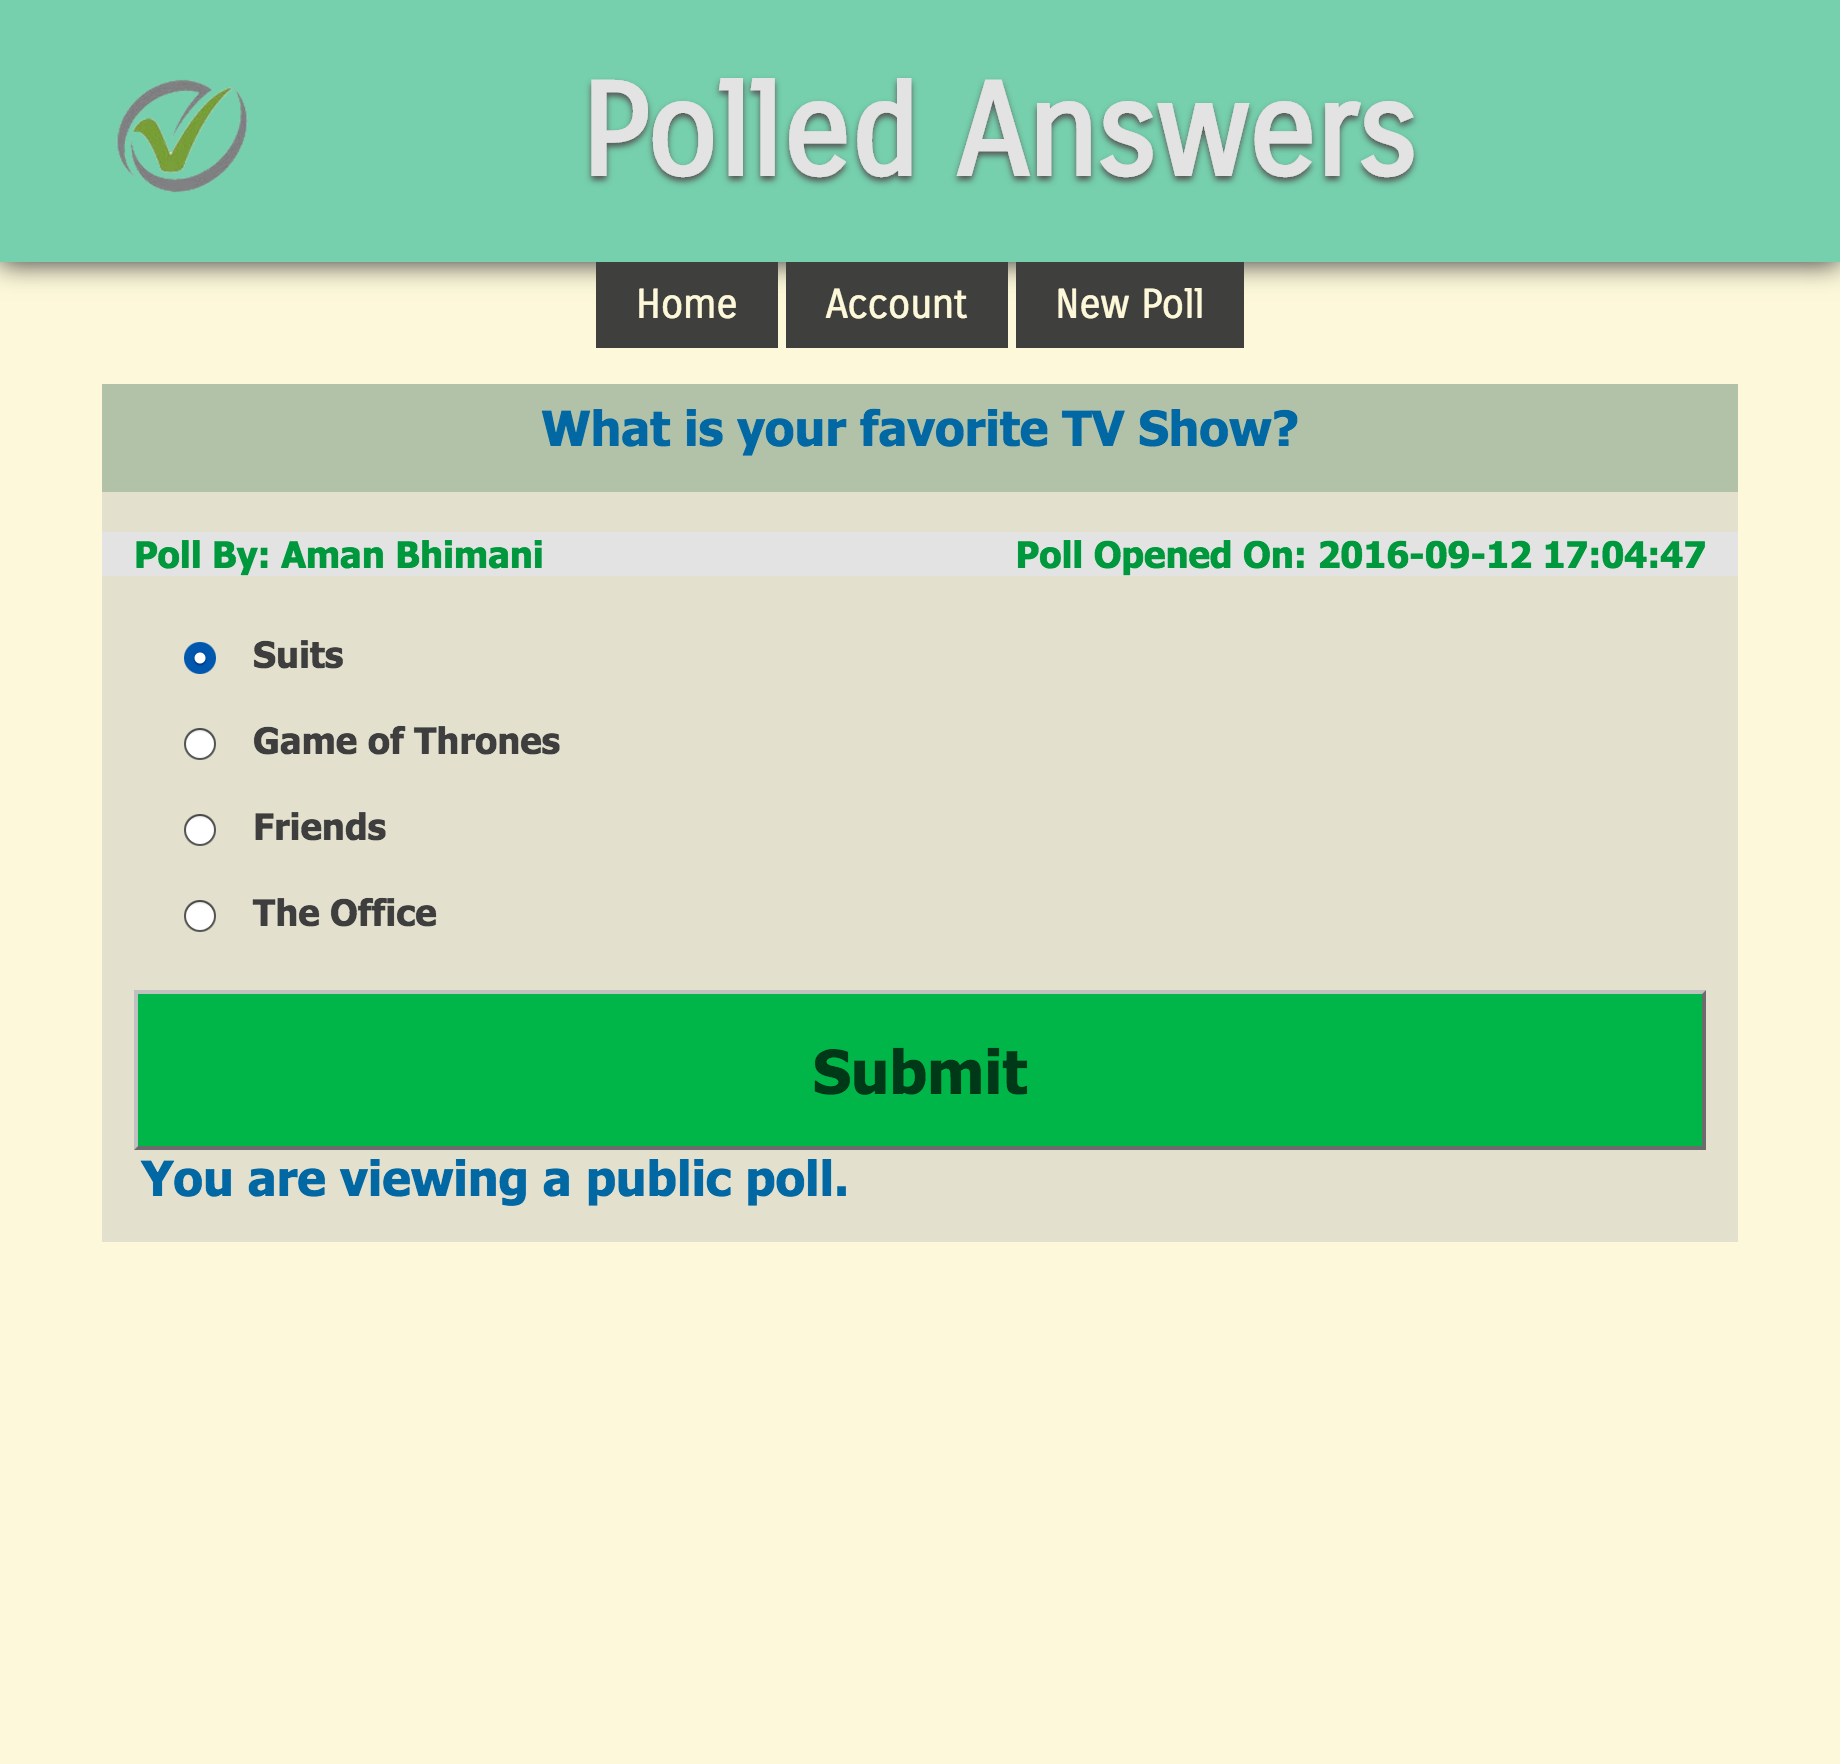 Polled Answers
Home Account New Poll
What is your favorite TV Show?
Poll By: Aman Bhimani Poll Opened On: 2016-09-12 17:04:47
Suits
Game of Thrones
Friends
The Office
Submit
You are viewing a public poll.